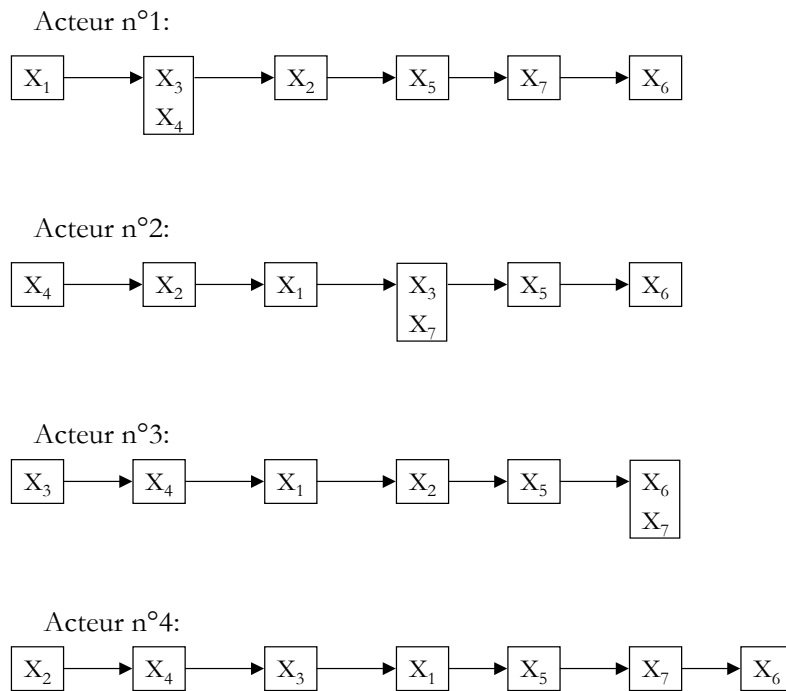 Acteur n°1:
X₁ X₃ X₂ X₅ X₇ X₆
X₄
Acteur n°2:
X₄ X₂ X₁ X₃ X₅ X₆
X₇
Acteur n°3:
X₃ X₄ X₁ X₂ X₅ X₆
X₇
Acteur n°4:
X₂ X₄ X₃ X₁ X₅ X₇ X₆